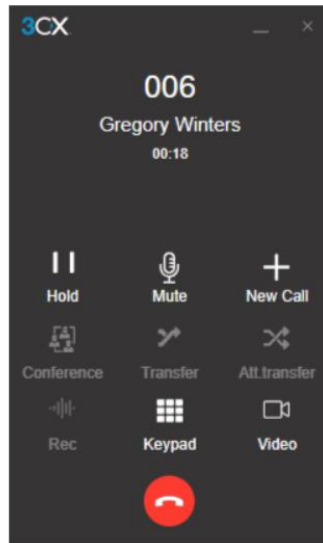 3CX
006
Gregory Winters
00:18
Hold Mute New Call
Conference Transfer Att.transfer
Rec Keypad Video